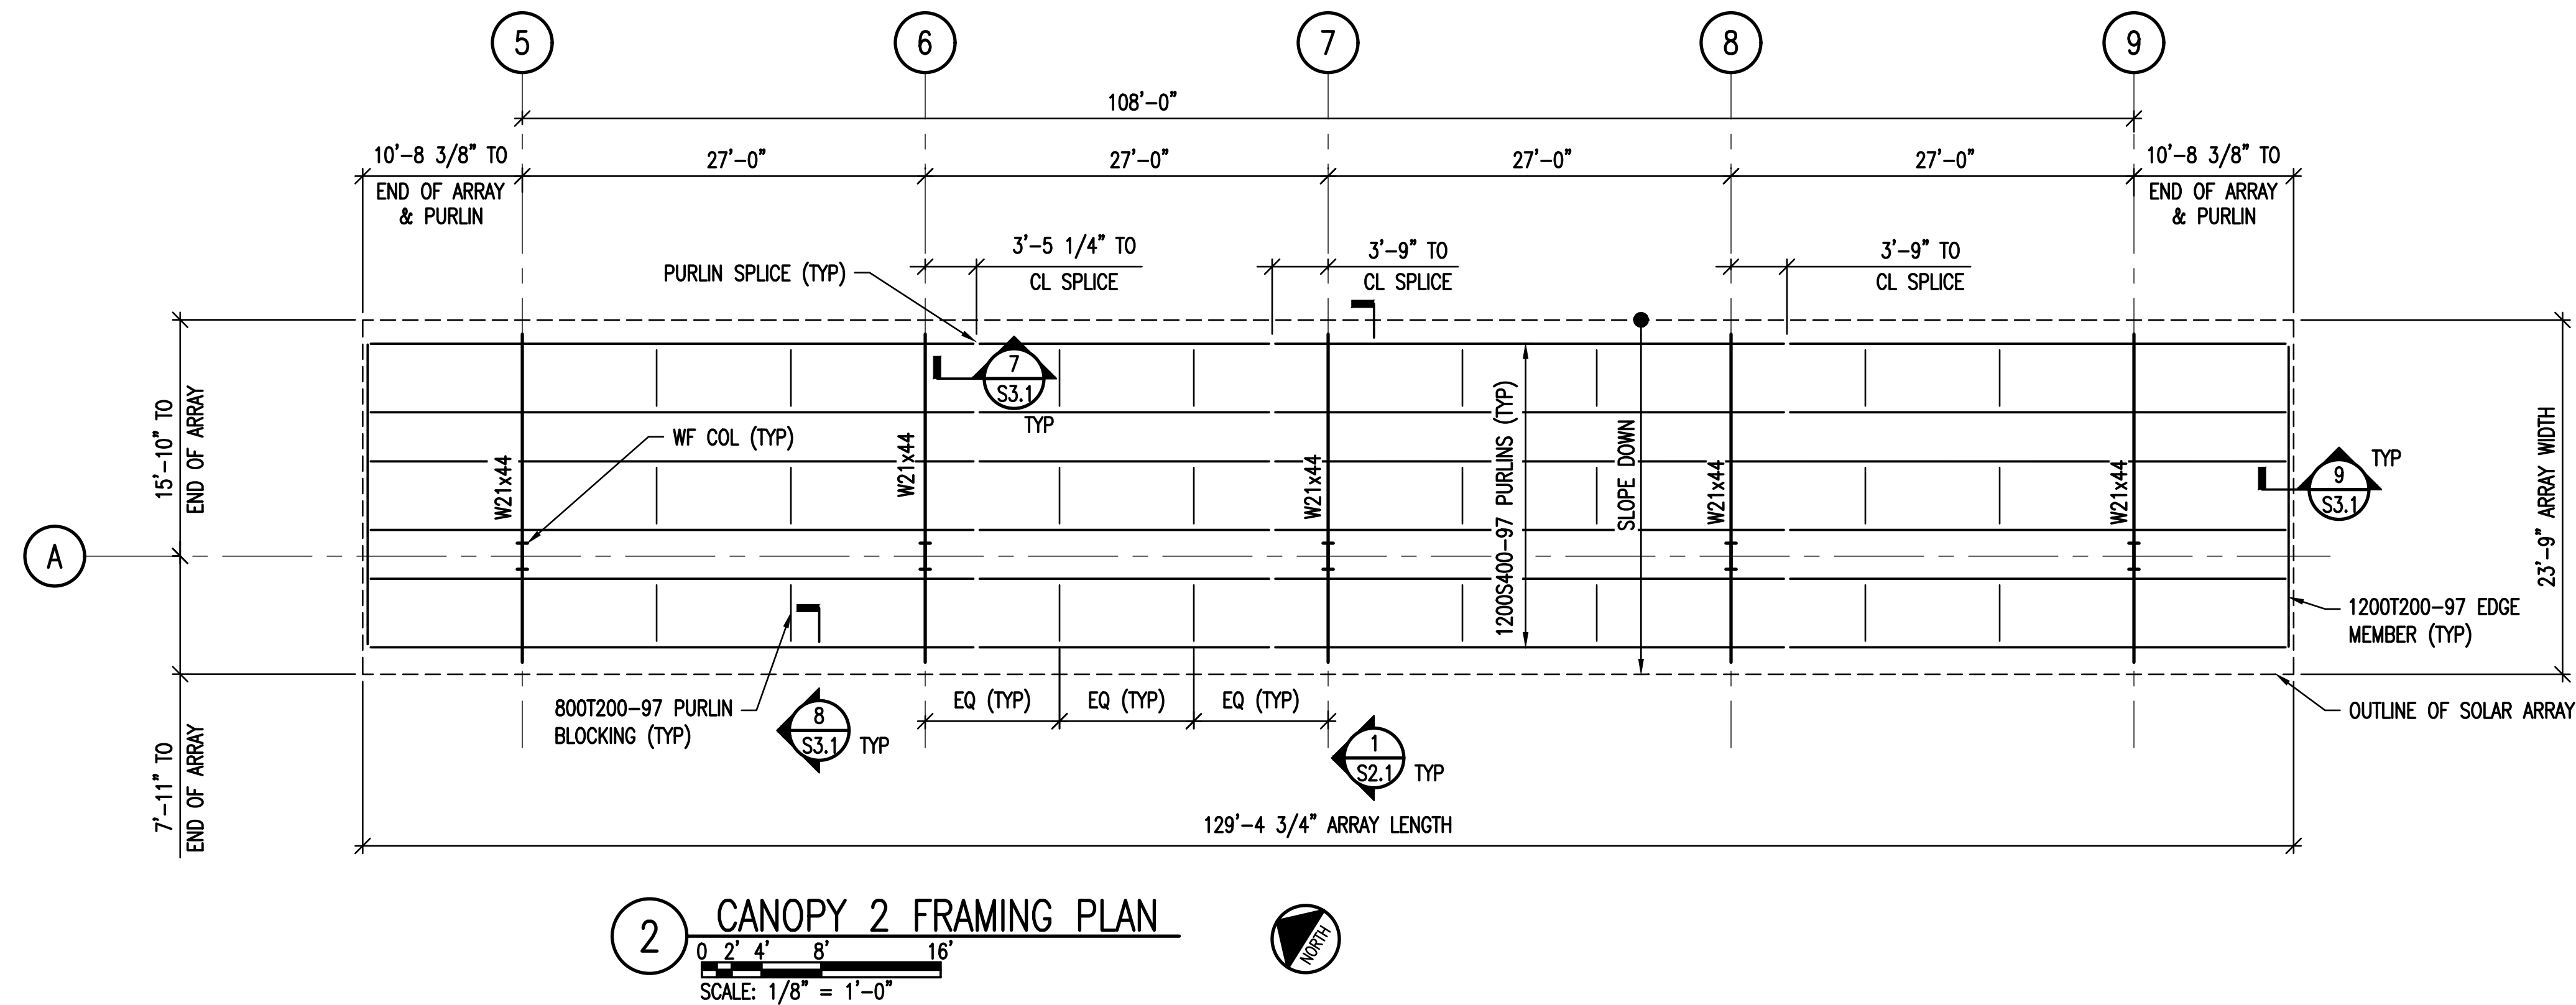 5
6
7
8
9
108'-0"
10'-8 3/8" TO
END OF ARRAY
& PURLIN
27'-0"
27'-0"
27'-0"
27'-0"
10'-8 3/8" TO
END OF ARRAY
& PURLIN
PURLIN SPLICE (TYP)
3'-5 1/4" TO
CL SPLICE
3'-9" TO
CL SPLICE
3'-9" TO
CL SPLICE
7
S3.1
TYP
15'-10" TO
END OF ARRAY
WF COL (TYP)
W21x44
W21x44
W21x44
1200S400-97 PURLINS (TYP)
SLOPE DOWN
W21x44
W21x44
9
S3.1
TYP
23'-9" ARRAY WIDTH
A
1200T200-97 EDGE
MEMBER (TYP)
OUTLINE OF SOLAR ARRAY
7'-11" TO
END OF ARRAY
800T200-97 PURLIN
BLOCKING (TYP)
8
S3.1
TYP
EQ (TYP)
EQ (TYP)
EQ (TYP)
1
S2.1
TYP
129'-4 3/4" ARRAY LENGTH
2
CANOPY 2 FRAMING PLAN
0 2' 4' 8' 16'
SCALE: 1/8" = 1'-0"
NORTH